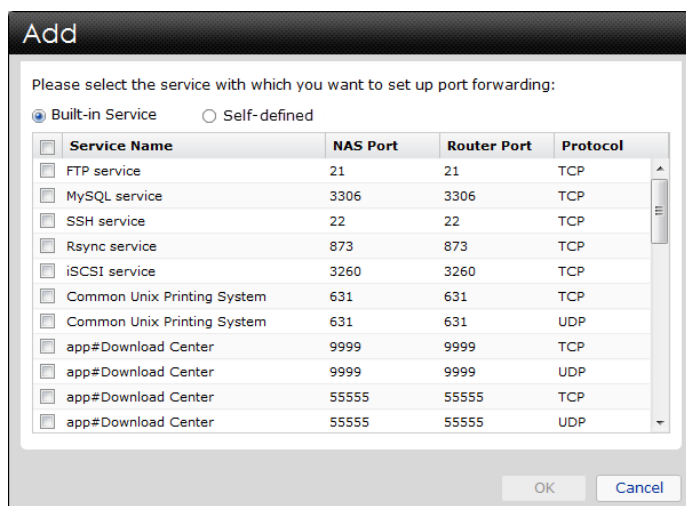 Add
Please select the service with which you want to set up port forwarding:
Built-in Service Self-defined
Service Name NAS Port Router Port Protocol
FTP service 21 21 TCP
MySQL service 3306 3306 TCP
SSH service 22 22 TCP
Rsync service 873 873 TCP
iSCSI service 3260 3260 TCP
Common Unix Printing System 631 631 TCP
Common Unix Printing System 631 631 UDP
app#Download Center 9999 9999 TCP
app#Download Center 9999 9999 UDP
app#Download Center 55555 55555 TCP
app#Download Center 55555 55555 UDP
OK Cancel